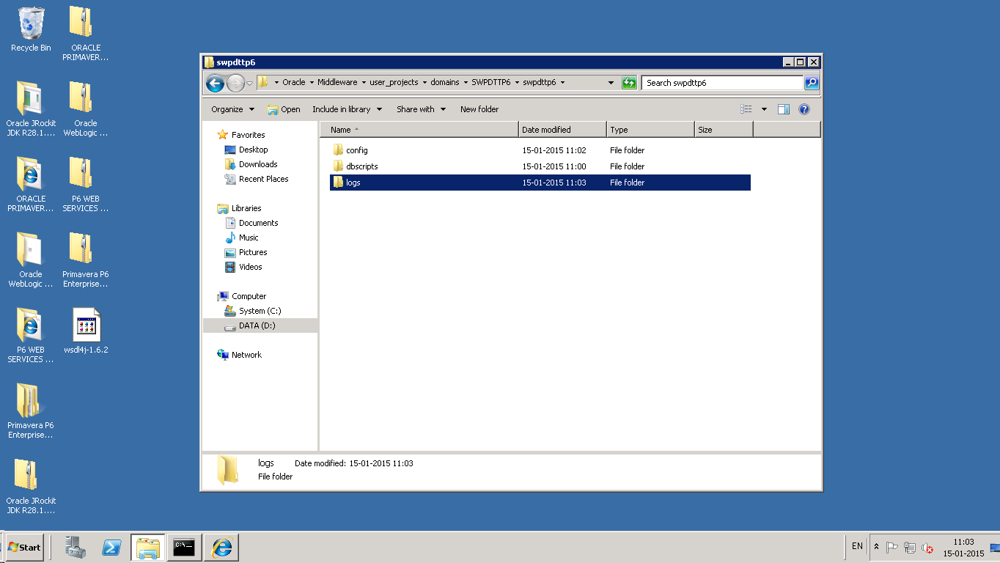 Recycle Bin
ORACLE
PRIMAVER...
Oracle JRockit
JDK R28.1....
Oracle
WebLogic ...
ORACLE
PRIMAVER...
P6 WEB
SERVICES ...
Oracle
WebLogic ...
Primavera P6
Enterprise...
P6 WEB
SERVICES ...
wsdl4j-1.6.2
Primavera P6
Enterprise...
Oracle JRockit
JDK R28.1....
swpdttp6
Oracle Middleware user_projects domains SWPDTTP6 swpdttp6
Search swpdttp6
Organize Open Include in library Share with New folder
Favorites
Desktop
Downloads
Recent Places
Libraries
Documents
Music
Pictures
Videos
Computer
System (C:)
DATA (D:)
Network
Name Date modified Type Size
config 15-01-2015 11:02 File folder
dbscripts 15-01-2015 11:00 File folder
logs 15-01-2015 11:03 File folder
logs Date modified: 15-01-2015 11:03
File folder
Start
C:\
EN
11:03
15-01-2015